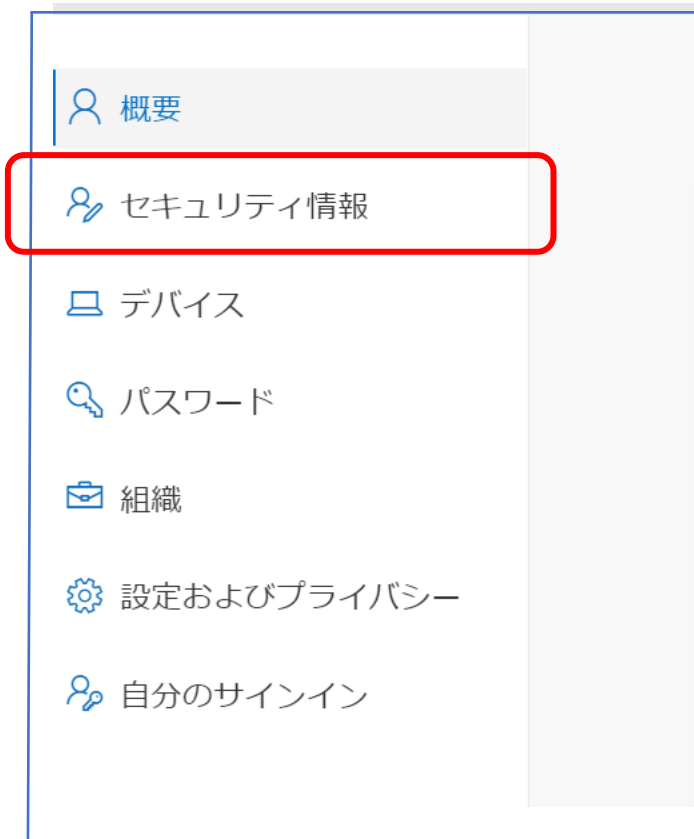 概要
セキュリティ情報
デバイス
パスワード
組織
設定およびプライバシー
自分のサインイン